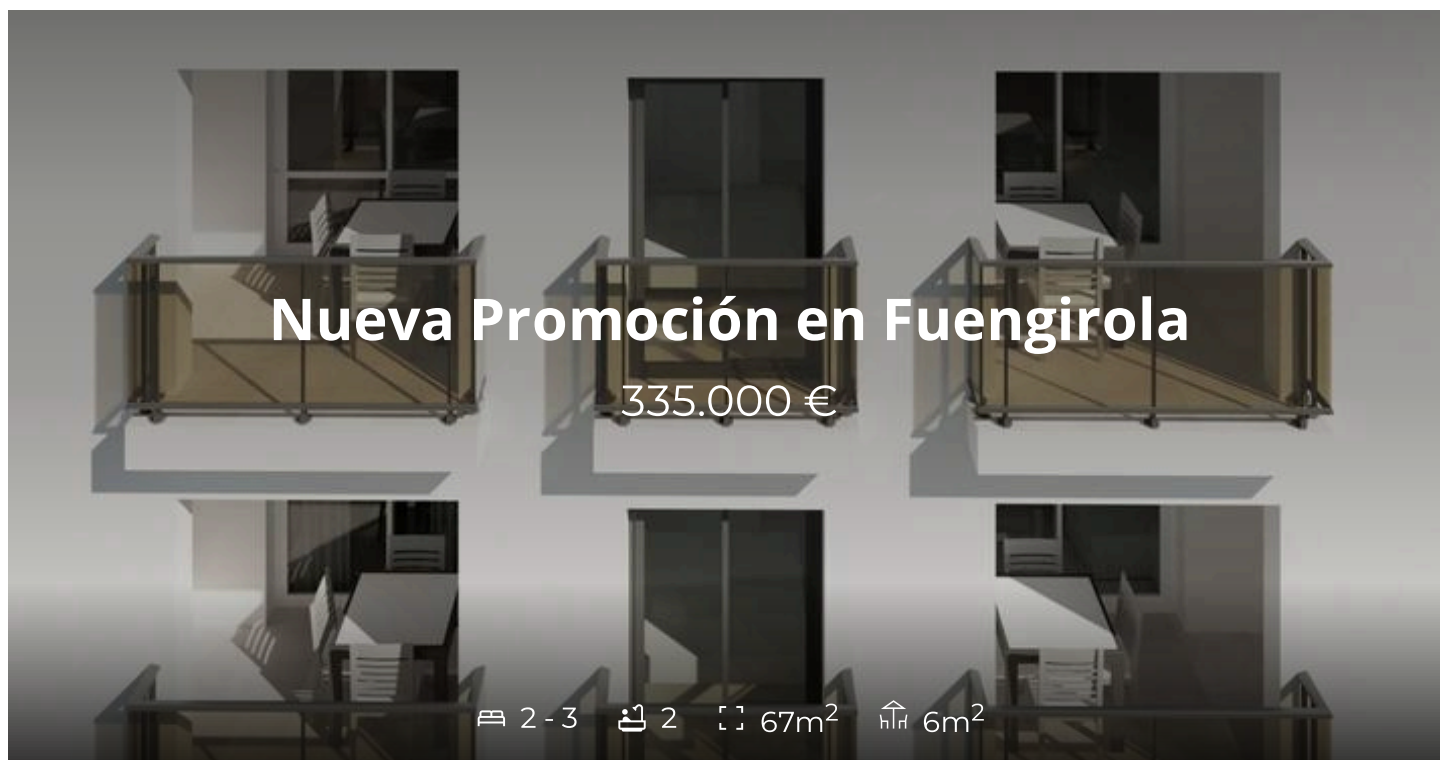 Nueva Promoción en Fuengirola
335.000 €
2 - 3 2 67m² 6m²